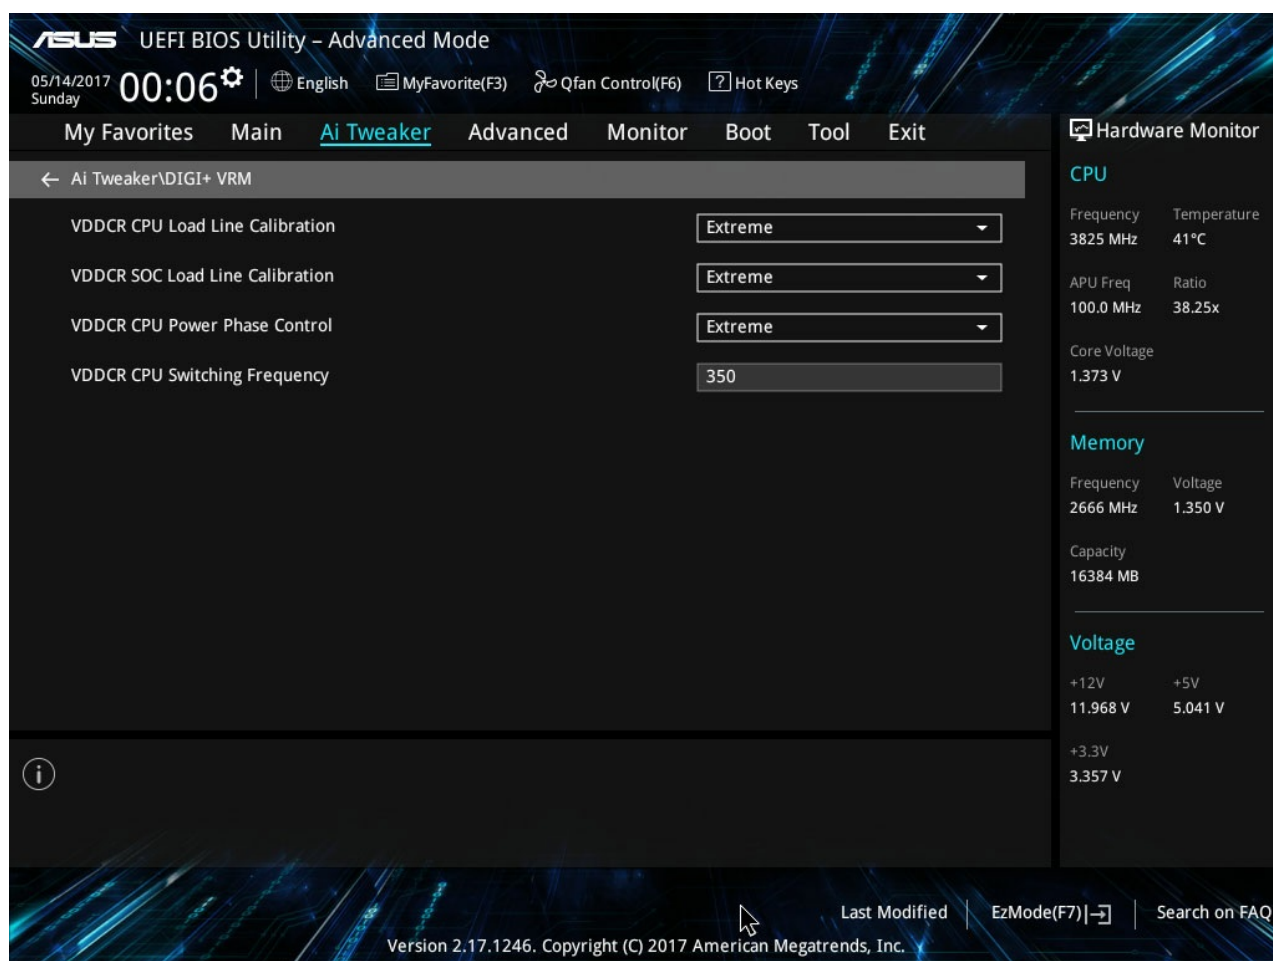 ASUS UEFI BIOS Utility – Advanced Mode
05/14/2017
Sunday
00:06
English MyFavorite(F3) Qfan Control(F6) ? Hot Keys
My Favorites Main Ai Tweaker Advanced Monitor Boot Tool Exit
Hardware Monitor
← Ai Tweaker\DIGI+ VRM
VDDCR CPU Load Line Calibration Extreme
VDDCR SOC Load Line Calibration Extreme
VDDCR CPU Power Phase Control Extreme
VDDCR CPU Switching Frequency 350
CPU
Frequency Temperature
3825 MHz 41°C
APU Freq Ratio
100.0 MHz 38.25x
Core Voltage
1.373 V
Memory
Frequency Voltage
2666 MHz 1.350 V
Capacity
16384 MB
Voltage
+12V +5V
11.968 V 5.041 V
+3.3V
3.357 V
i
Last Modified EzMode(F7) Search on FAQ
Version 2.17.1246. Copyright (C) 2017 American Megatrends, Inc.